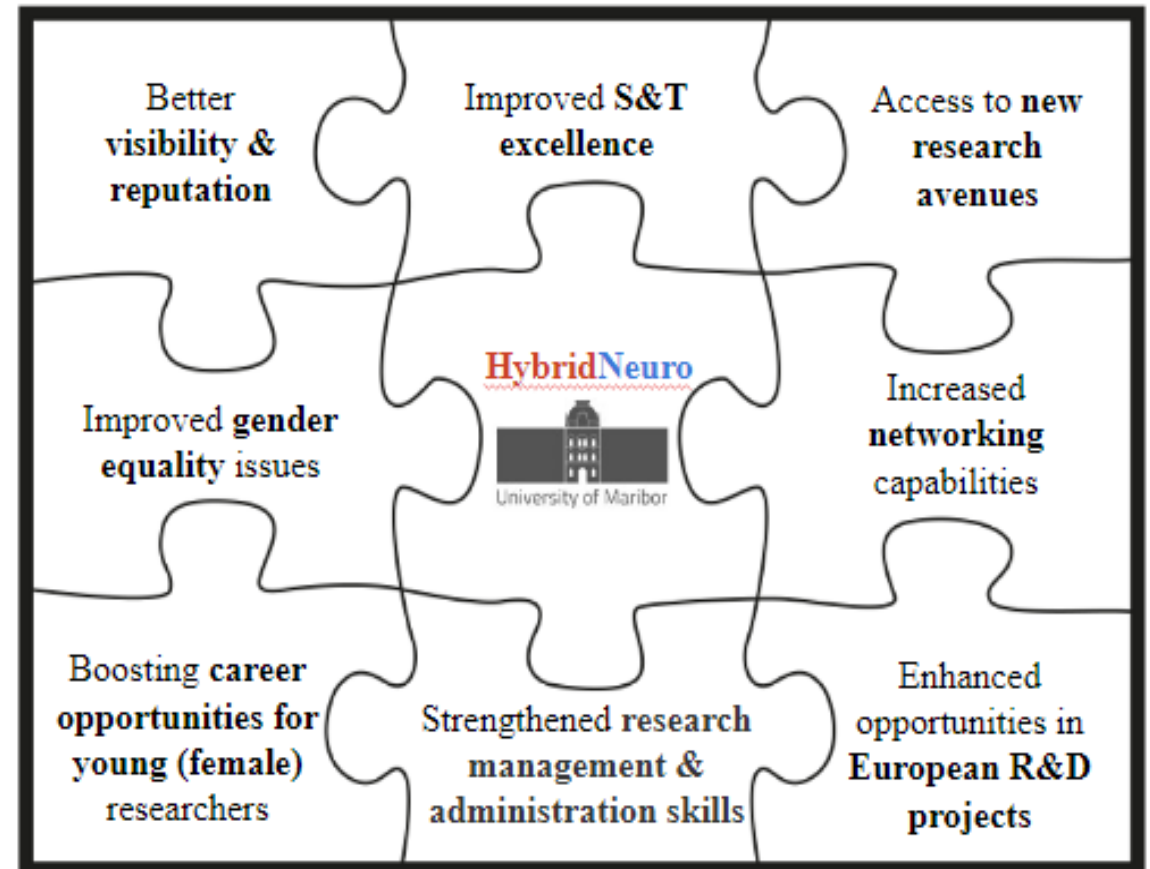 Better
visibility &
reputation
Improved S&T
excellence
Access to new
research
avenues
Improved gender
equality issues
HybridNeuro
University of Maribor
Increased
networking
capabilities
Boosting career
opportunities for
young (female)
researchers
Strengthened research
management &
administration skills
Enhanced
opportunities in
European R&D
projects